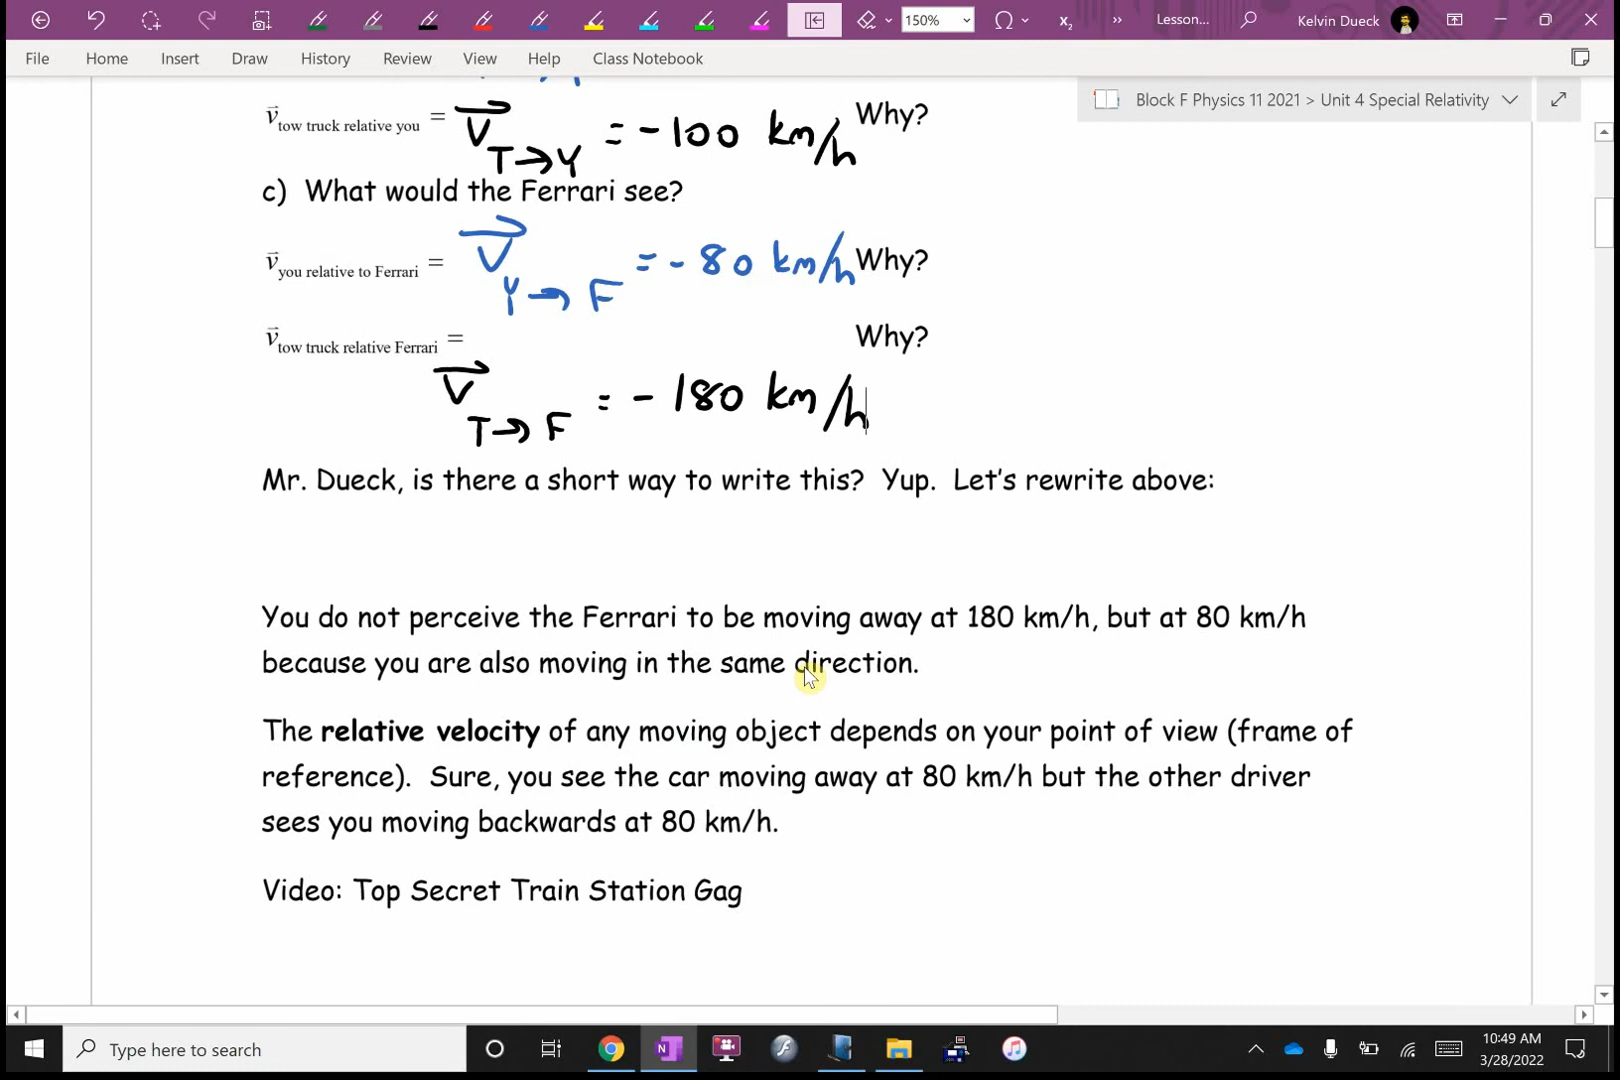 150%
Ω
x₂
Lesson...
Kelvin Dueck
File Home Insert Draw History Review View Help Class Notebook
Block F Physics 11 2021 > Unit 4 Special Relativity
v⃗ tow truck relative you = V⃗ T→Y = -100 km/h Why?
c) What would the Ferrari see?
v⃗ you relative to Ferrari = V⃗ Y→F = -80 km/h Why?
v⃗ tow truck relative Ferrari = Why?
V⃗ T→F = -180 km/h
Mr. Dueck, is there a short way to write this? Yup. Let's rewrite above:
You do not perceive the Ferrari to be moving away at 180 km/h, but at 80 km/h
because you are also moving in the same direction.
The relative velocity of any moving object depends on your point of view (frame of
reference). Sure, you see the car moving away at 80 km/h but the other driver
sees you moving backwards at 80 km/h.
Video: Top Secret Train Station Gag
Type here to search
10:49 AM
3/28/2022